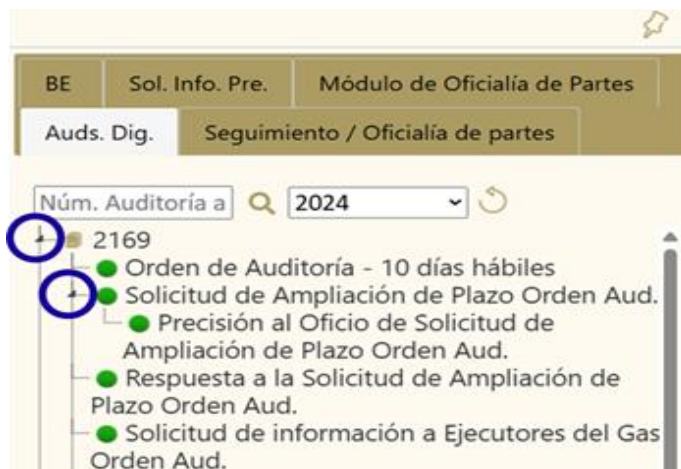 BE Sol. Info. Pre. Módulo de Oficialía de Partes
Auds. Dig. Seguimiento / Oficialía de partes
Núm. Auditoría a 2024
2169
Orden de Auditoría - 10 días hábiles
Solicitud de Ampliación de Plazo Orden Aud.
Precisión al Oficio de Solicitud de
Ampliación de Plazo Orden Aud.
Respuesta a la Solicitud de Ampliación de
Plazo Orden Aud.
Solicitud de información a Ejecutores del Gas
Orden Aud.